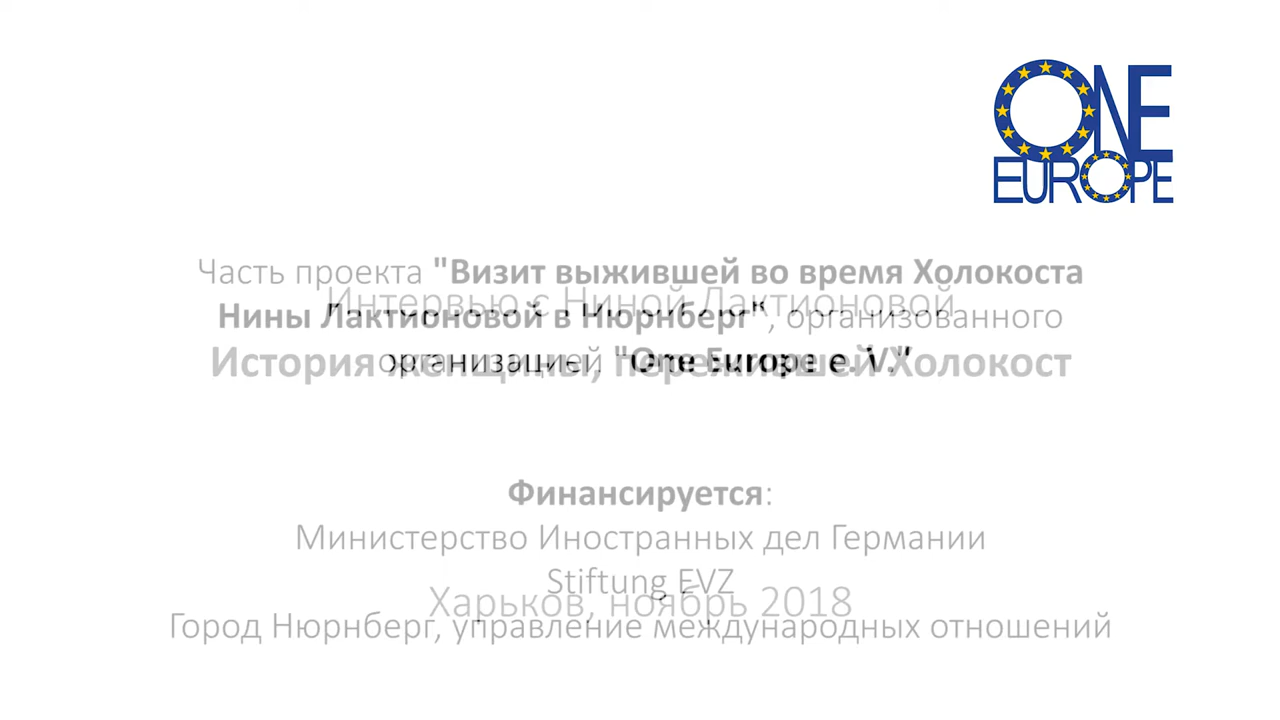 ONE
EUROPE
Часть проекта "Визит выжившей во время Холокоста
Интервью с Ниной Лактионовой
Нины Лактионовой в Нюрнберг", организованного
История женщины, пережившей Холокост
организацией "One Europe e. V."
Финансируется:
Министерство Иностранных дел Германии
Stiftung EVZ
Харьков, ноябрь 2018
Город Нюрнберг, управление международных отношений